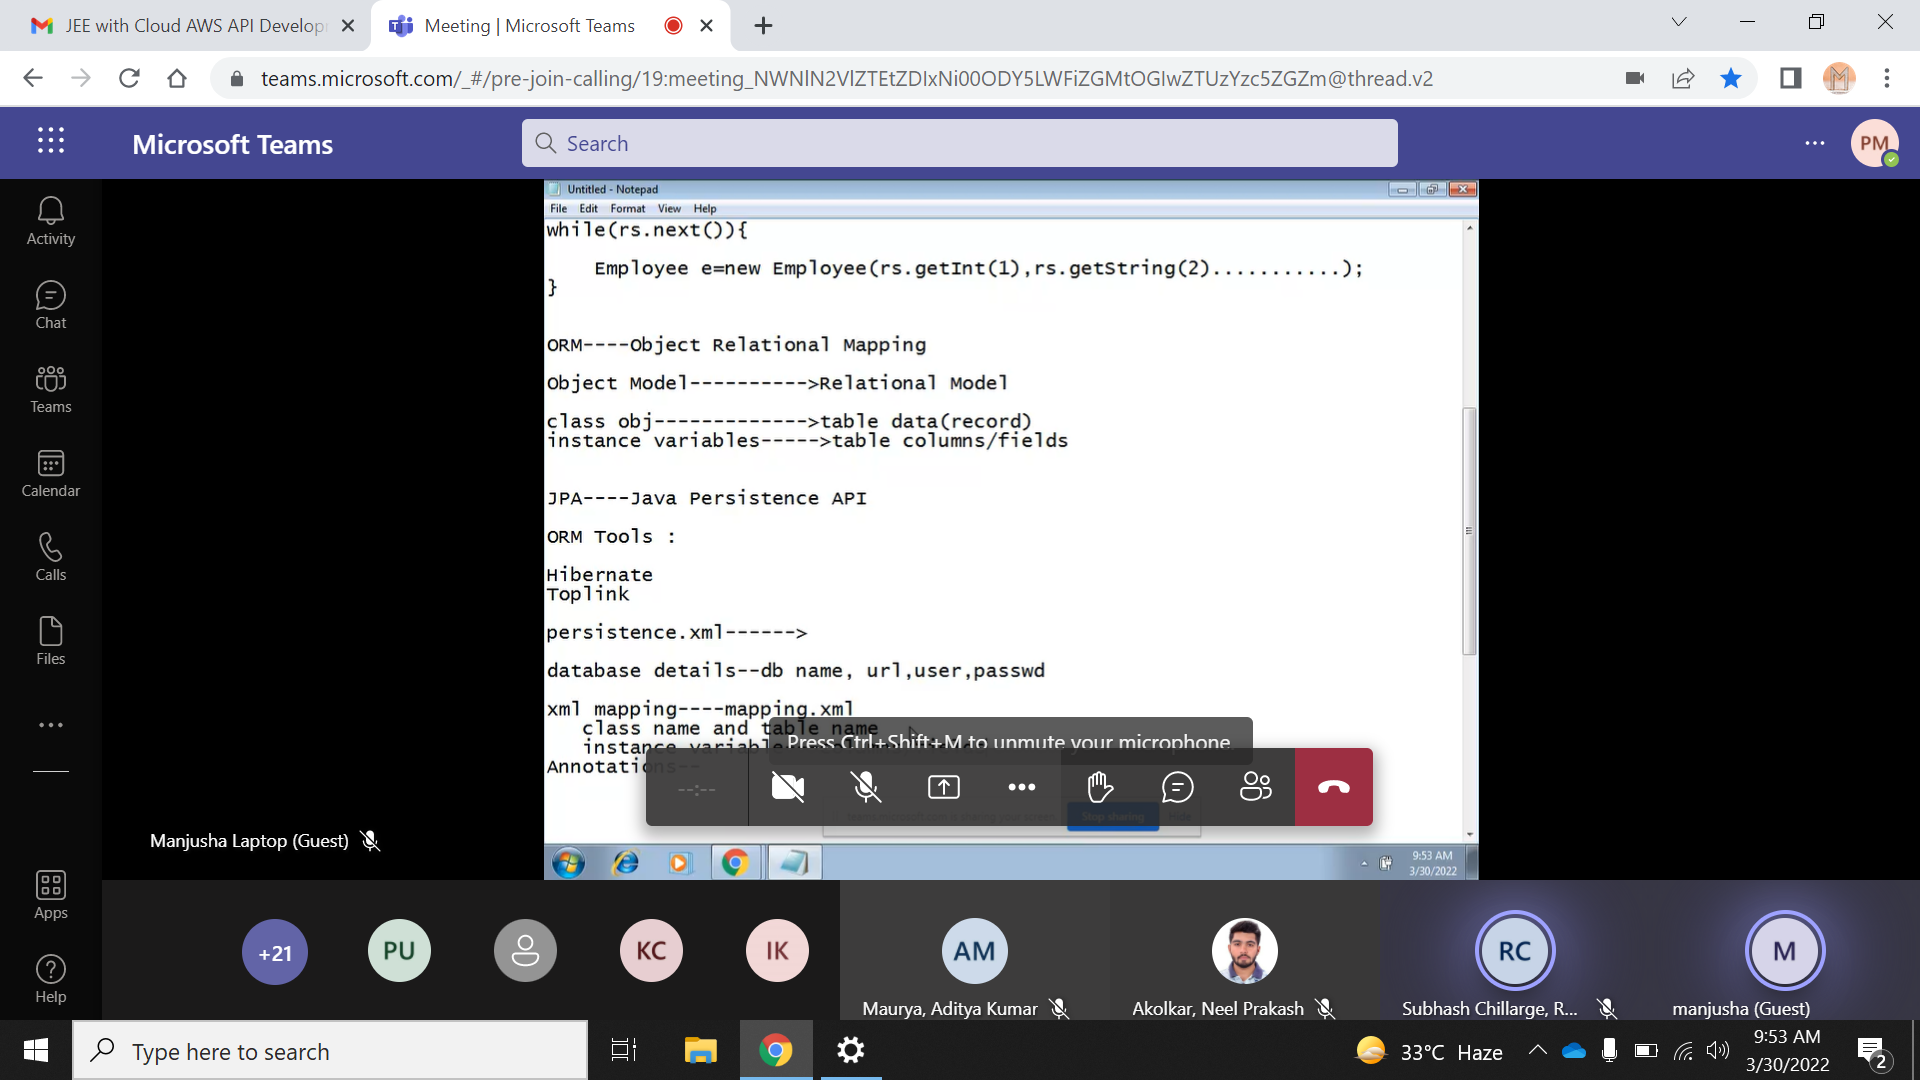 JEE with Cloud AWS API Develop
Meeting | Microsoft Teams
teams.microsoft.com/_#/pre-join-calling/19:meeting_NWNlN2VlZTEtZDIxNi00ODY5LWFiZGMtOGIwZTUzYzc5ZGZm@thread.v2
Microsoft Teams
Search
PM
Activity
Chat
Teams
Calendar
Calls
Files
Apps
Help
Untitled - Notepad
File Edit Format View Help
while(rs.next()){
Employee e=new Employee(rs.getInt(1),rs.getString(2)...........);
}
ORM----Object Relational Mapping
Object Model---------->Relational Model
class obj------------->table data(record)
instance variables----->table columns/fields
JPA----Java Persistence API
ORM Tools :
Hibernate
Toplink
persistence.xml------>
database details--db name, url,user,passwd
xml mapping----mapping.xml
class name and table name
instance variabl
Annotations--
Press Ctrl+Shift+M to unmute your microphone.
--:--
Stop sharing
Hide
Manjusha Laptop (Guest)
9:53 AM
3/30/2022
+21
PU
KC
IK
AM
RC
M
Maurya, Aditya Kumar
Akolkar, Neel Prakash
Subhash Chillarge, R...
manjusha (Guest)
Type here to search
33°C Haze
9:53 AM
3/30/2022
2